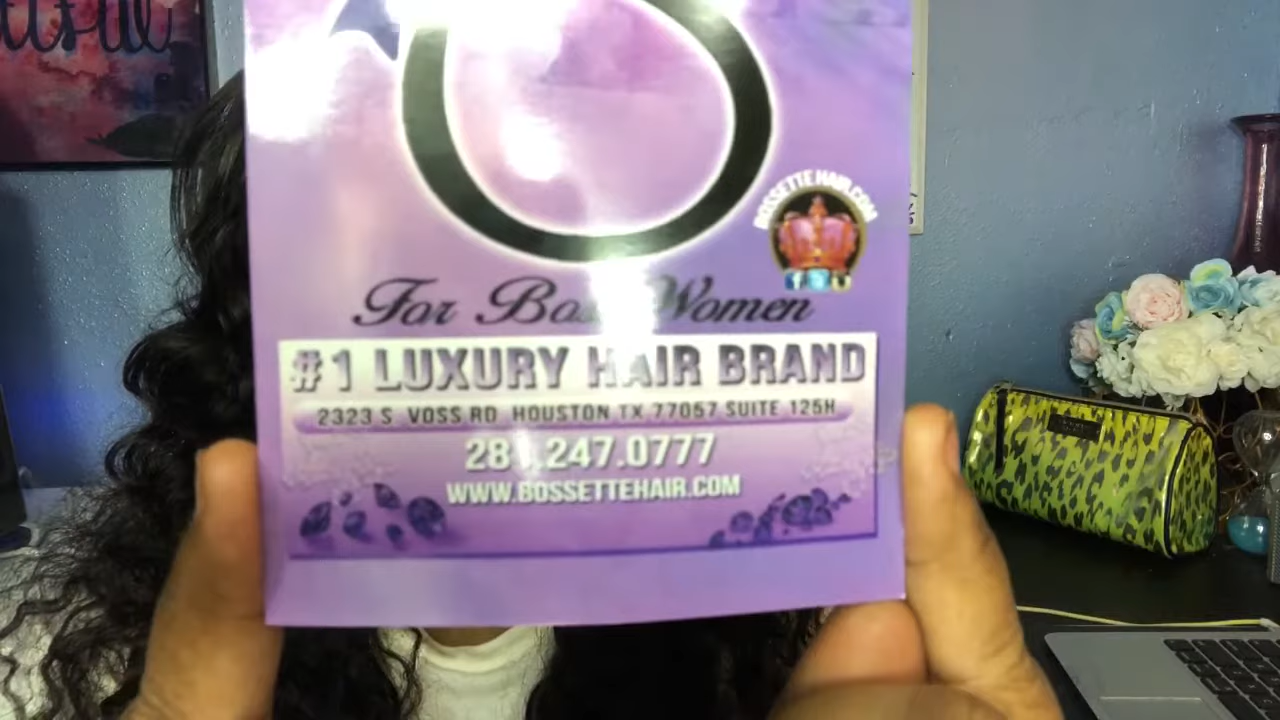 BOSSETTEHAIR.COM
For Boss Women
#1 LUXURY HAIR BRAND
2323 S VOSS RD HOUSTON TX 77057 SUITE 125H
281.247.0777
WWW.BOSSETTEHAIR.COM